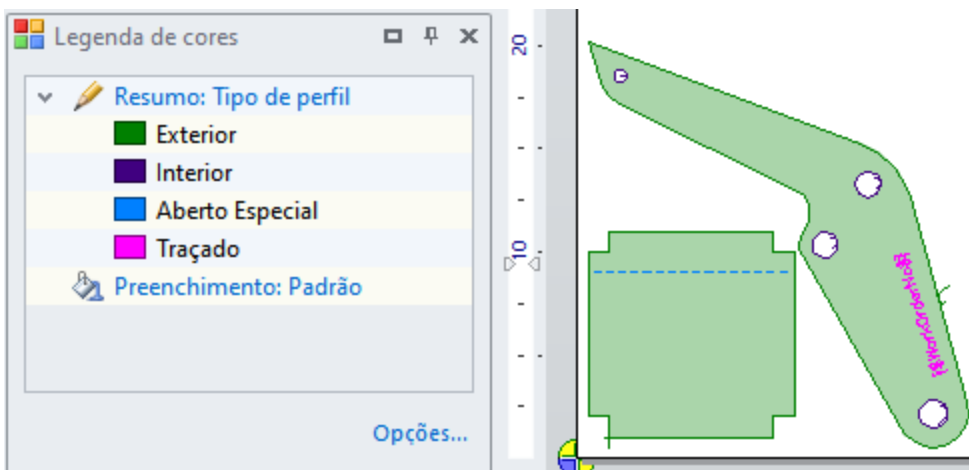 Legenda de cores
Resumo: Tipo de perfil
Exterior
Interior
Aberto Especial
Traçado
Preenchimento: Padrão
Opções...
20
10